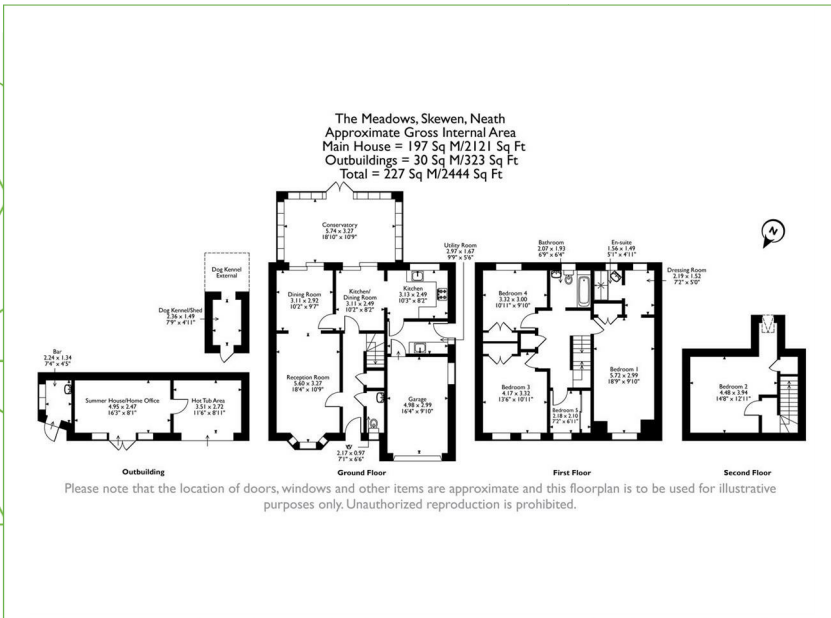 The Meadows, Skewen, Neath
Approximate Gross Internal Area
Main House = 197 Sq M/2121 Sq Ft
Outbuildings = 30 Sq M/323 Sq Ft
Total = 227 Sq M/2444 Sq Ft
Conservatory
5.74 x 3.27
18'10" x 10'9"
Utility Room
2.97 x 1.67
9'9" x 5'6"
Bathroom
2.07 x 1.93
6'9" x 6'4"
En-suite
1.56 x 1.49
5'1" x 4'11"
N
Dressing Room
2.19 x 1.52
7'2" x 5'0"
Dog Kennel
External
Dining Room
3.11 x 2.92
10'2" x 9'7"
Kitchen/
Dining Room
3.11 x 2.49
10'2" x 8'2"
Kitchen
3.13 x 2.49
10'3" x 8'2"
Bedroom 4
3.32 x 3.00
10'11" x 9'10"
Dog Kennel/Shed
2.36 x 1.49
7'9" x 4'11"
Bar
2.24 x 1.34
7'4" x 4'5"
Summer House/Home Office
4.95 x 2.47
16'3" x 8'1"
Hot Tub Area
3.51 x 2.72
11'6" x 8'11"
Reception Room
5.60 x 3.27
18'4" x 10'9"
Garage
4.98 x 2.99
16'4" x 9'10"
Bedroom 3
4.17 x 3.32
13'6" x 10'11"
Bedroom 5
2.18 x 2.10
7'2" x 6'11"
Bedroom 1
5.72 x 2.99
18'9" x 9'10"
Bedroom 2
4.48 x 3.94
14'8" x 12'11"
2.17 x 0.97
7'1" x 6'6"
Outbuilding
Ground Floor
First Floor
Second Floor
Please note that the location of doors, windows and other items are approximate and this floorplan is to be used for illustrative
purposes only. Unauthorized reproduction is prohibited.